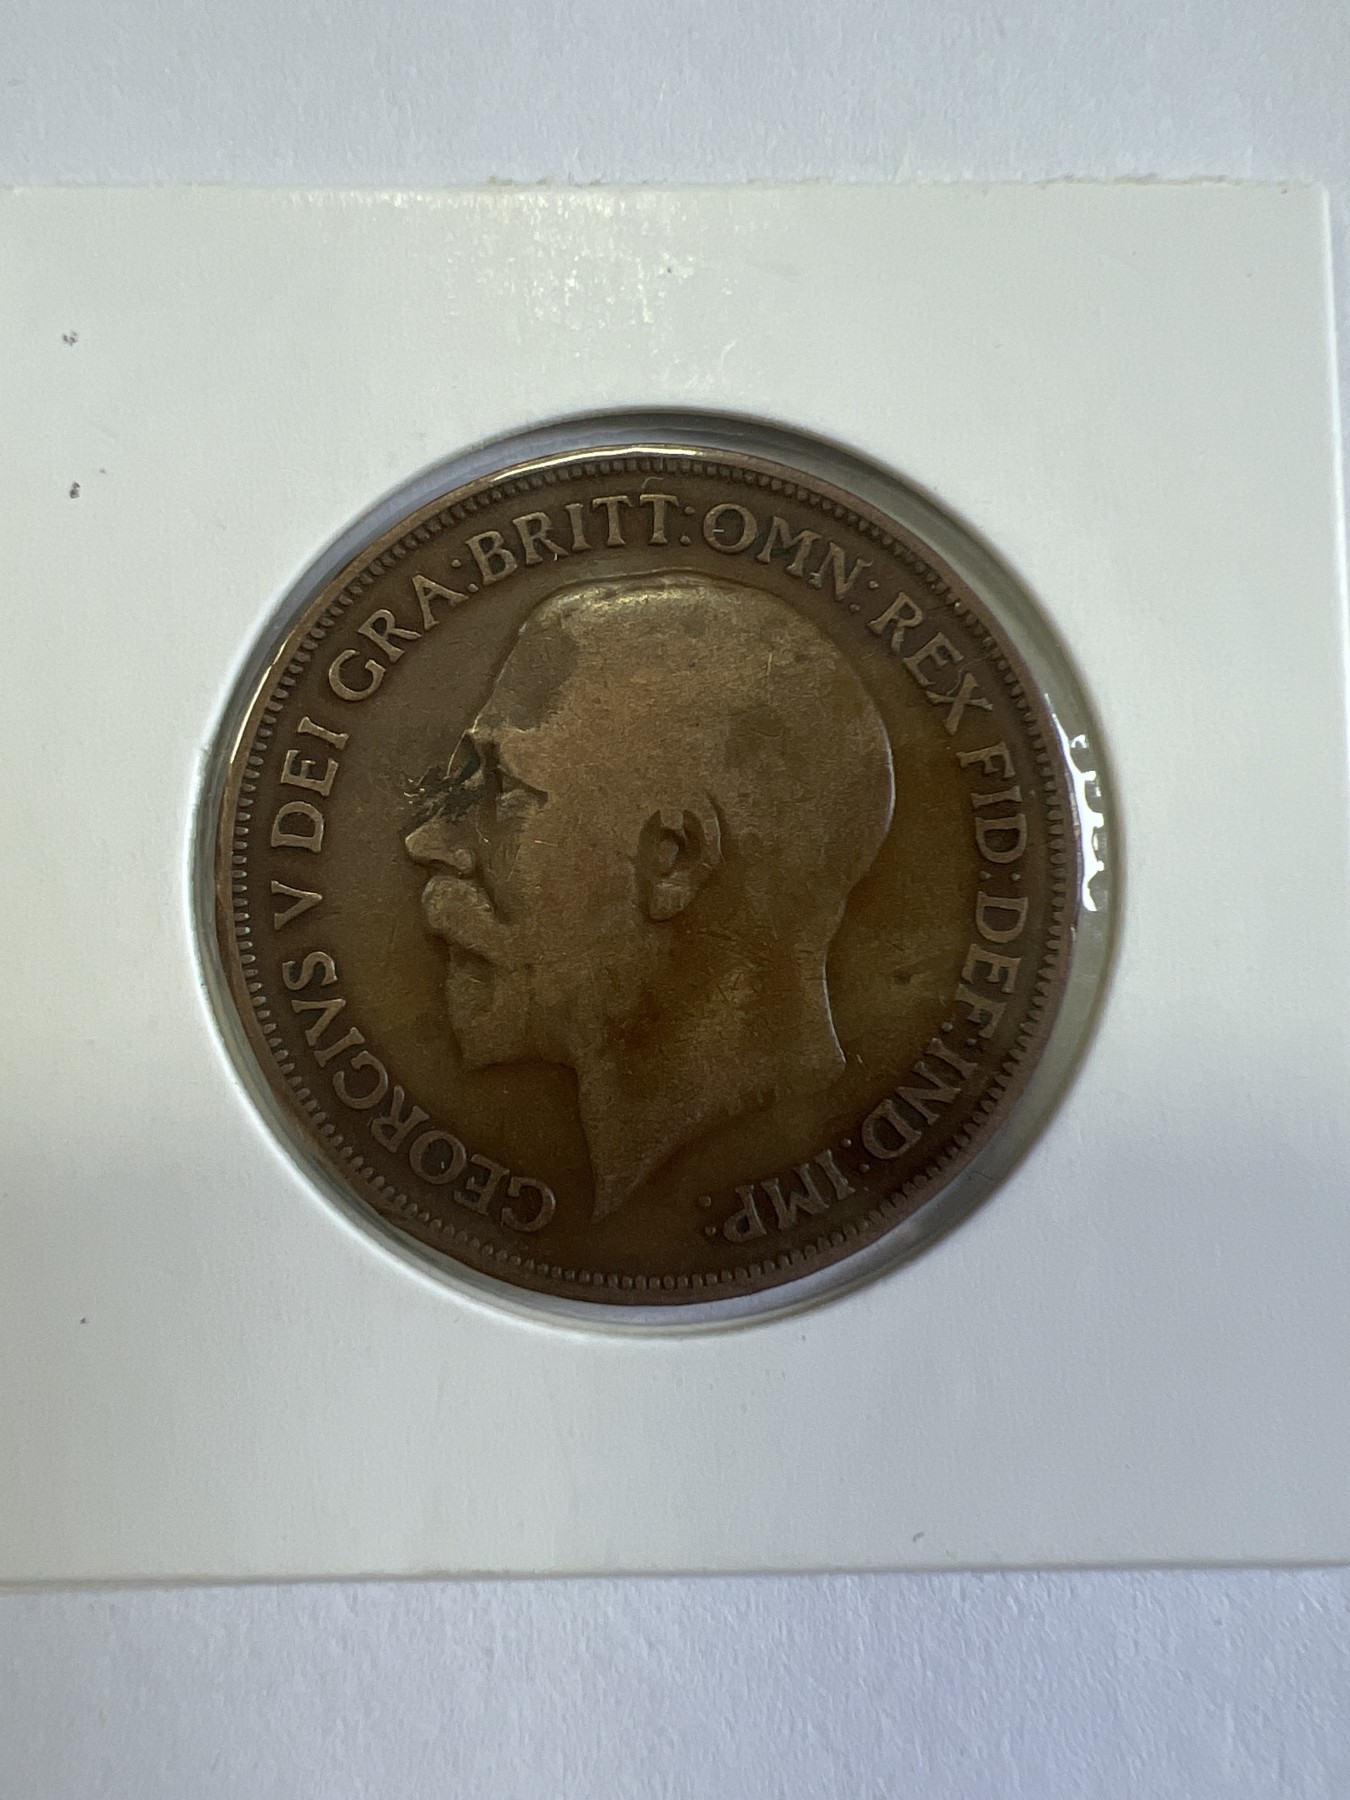 GEORGIVS V DEI GRA: BRITT: OMN: REX FID: DEF: IND: IMP: